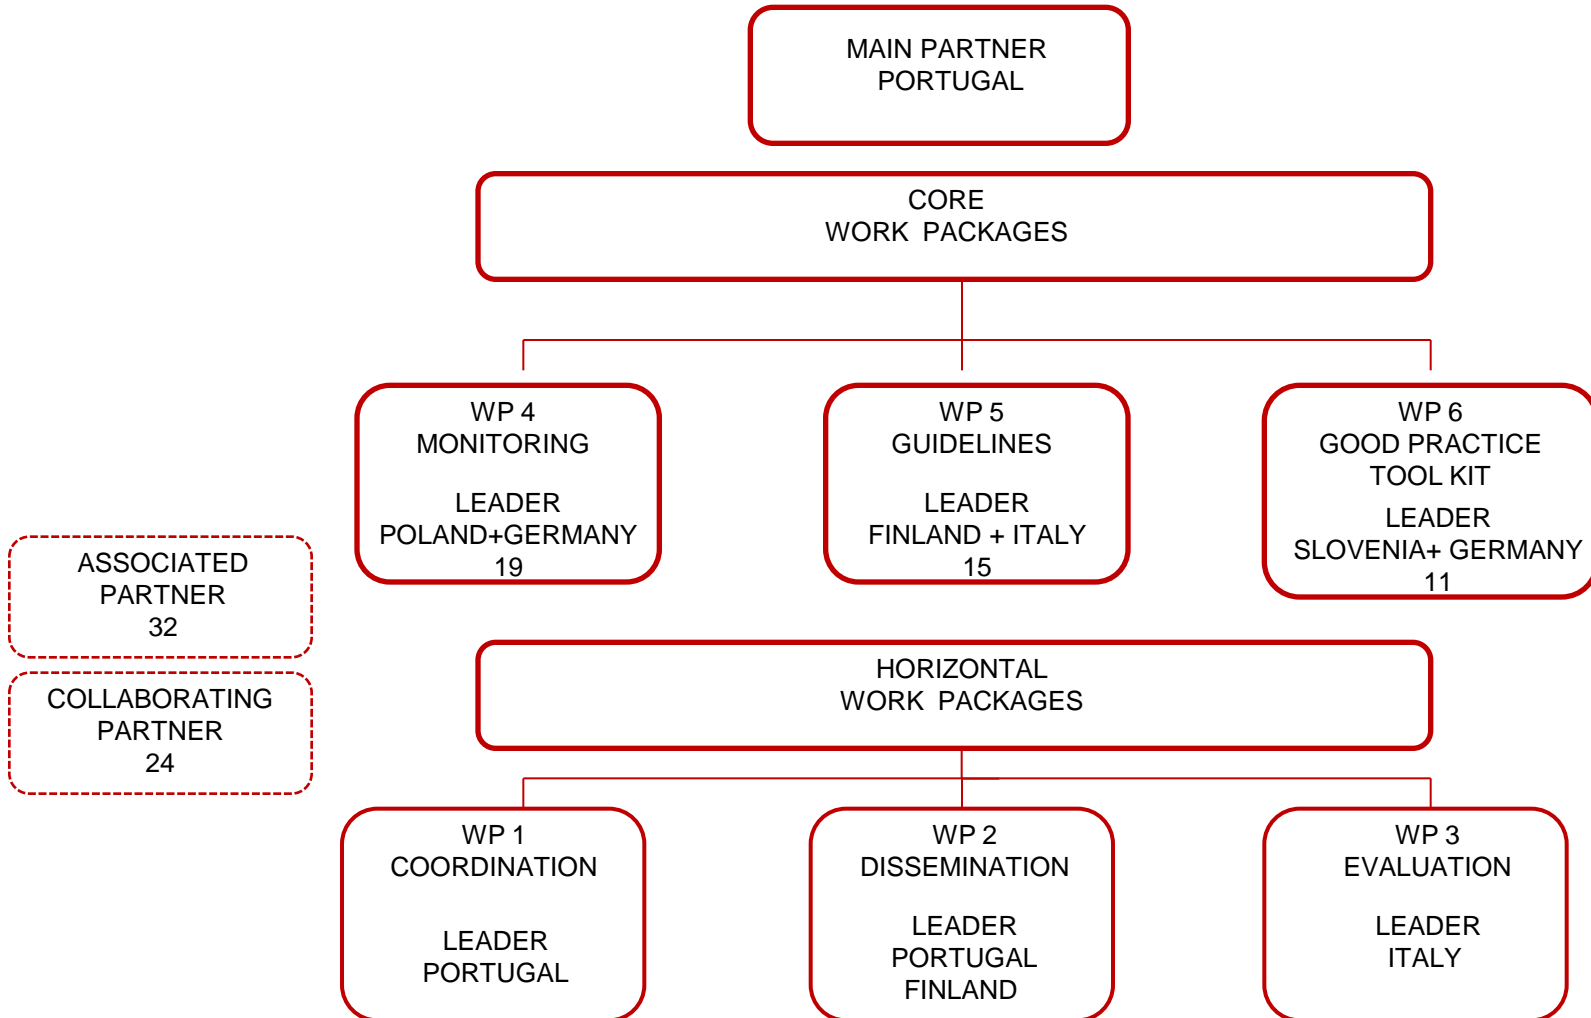 MAIN PARTNER
PORTUGAL
CORE
WORK PACKAGES
WP 4
MONITORING
LEADER
POLAND+GERMANY
19
WP 5
GUIDELINES
LEADER
FINLAND + ITALY
15
WP 6
GOOD PRACTICE
TOOL KIT
LEADER
SLOVENIA+ GERMANY
11
ASSOCIATED
PARTNER
32
COLLABORATING
PARTNER
24
HORIZONTAL
WORK PACKAGES
WP 1
COORDINATION
LEADER
PORTUGAL
WP 2
DISSEMINATION
LEADER
PORTUGAL
FINLAND
WP 3
EVALUATION
LEADER
ITALY